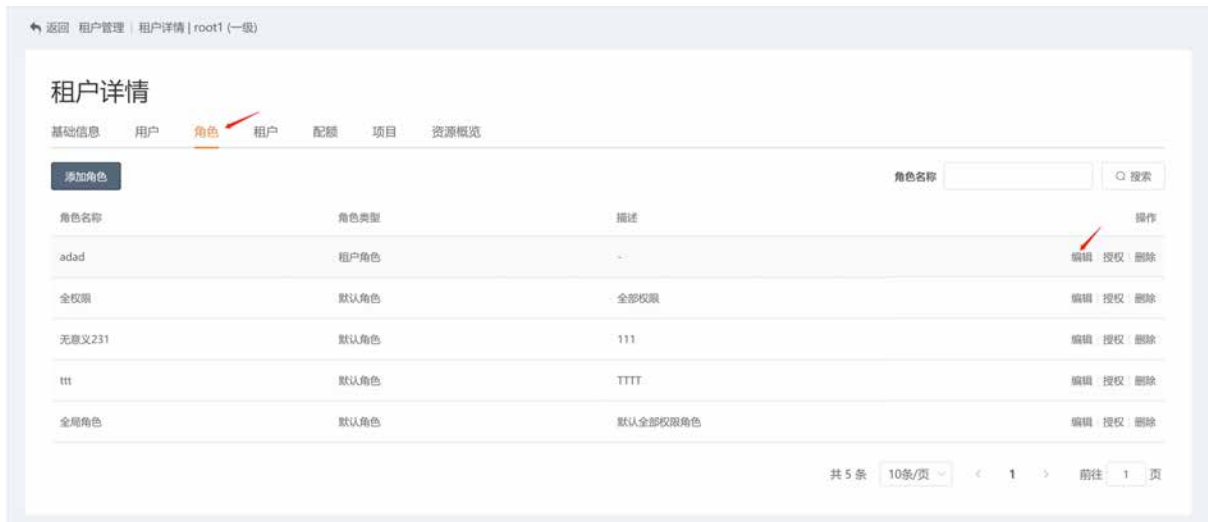 返回 租户管理 | 租户详情 | root1 (一级)
租户详情
基础信息 用户 角色 租户 配额 项目 资源概览
添加角色 角色名称 搜索
角色名称 角色类型 描述 操作
adad 租户角色 - 编辑 授权 删除
全权限 默认角色 全部权限 编辑 授权 删除
无意义231 默认角色 111 编辑 授权 删除
ttt 默认角色 TTTT 编辑 授权 删除
全局角色 默认角色 默认全部权限角色 编辑 授权 删除
共 5 条 10条/页 < 1 > 前往 1 页